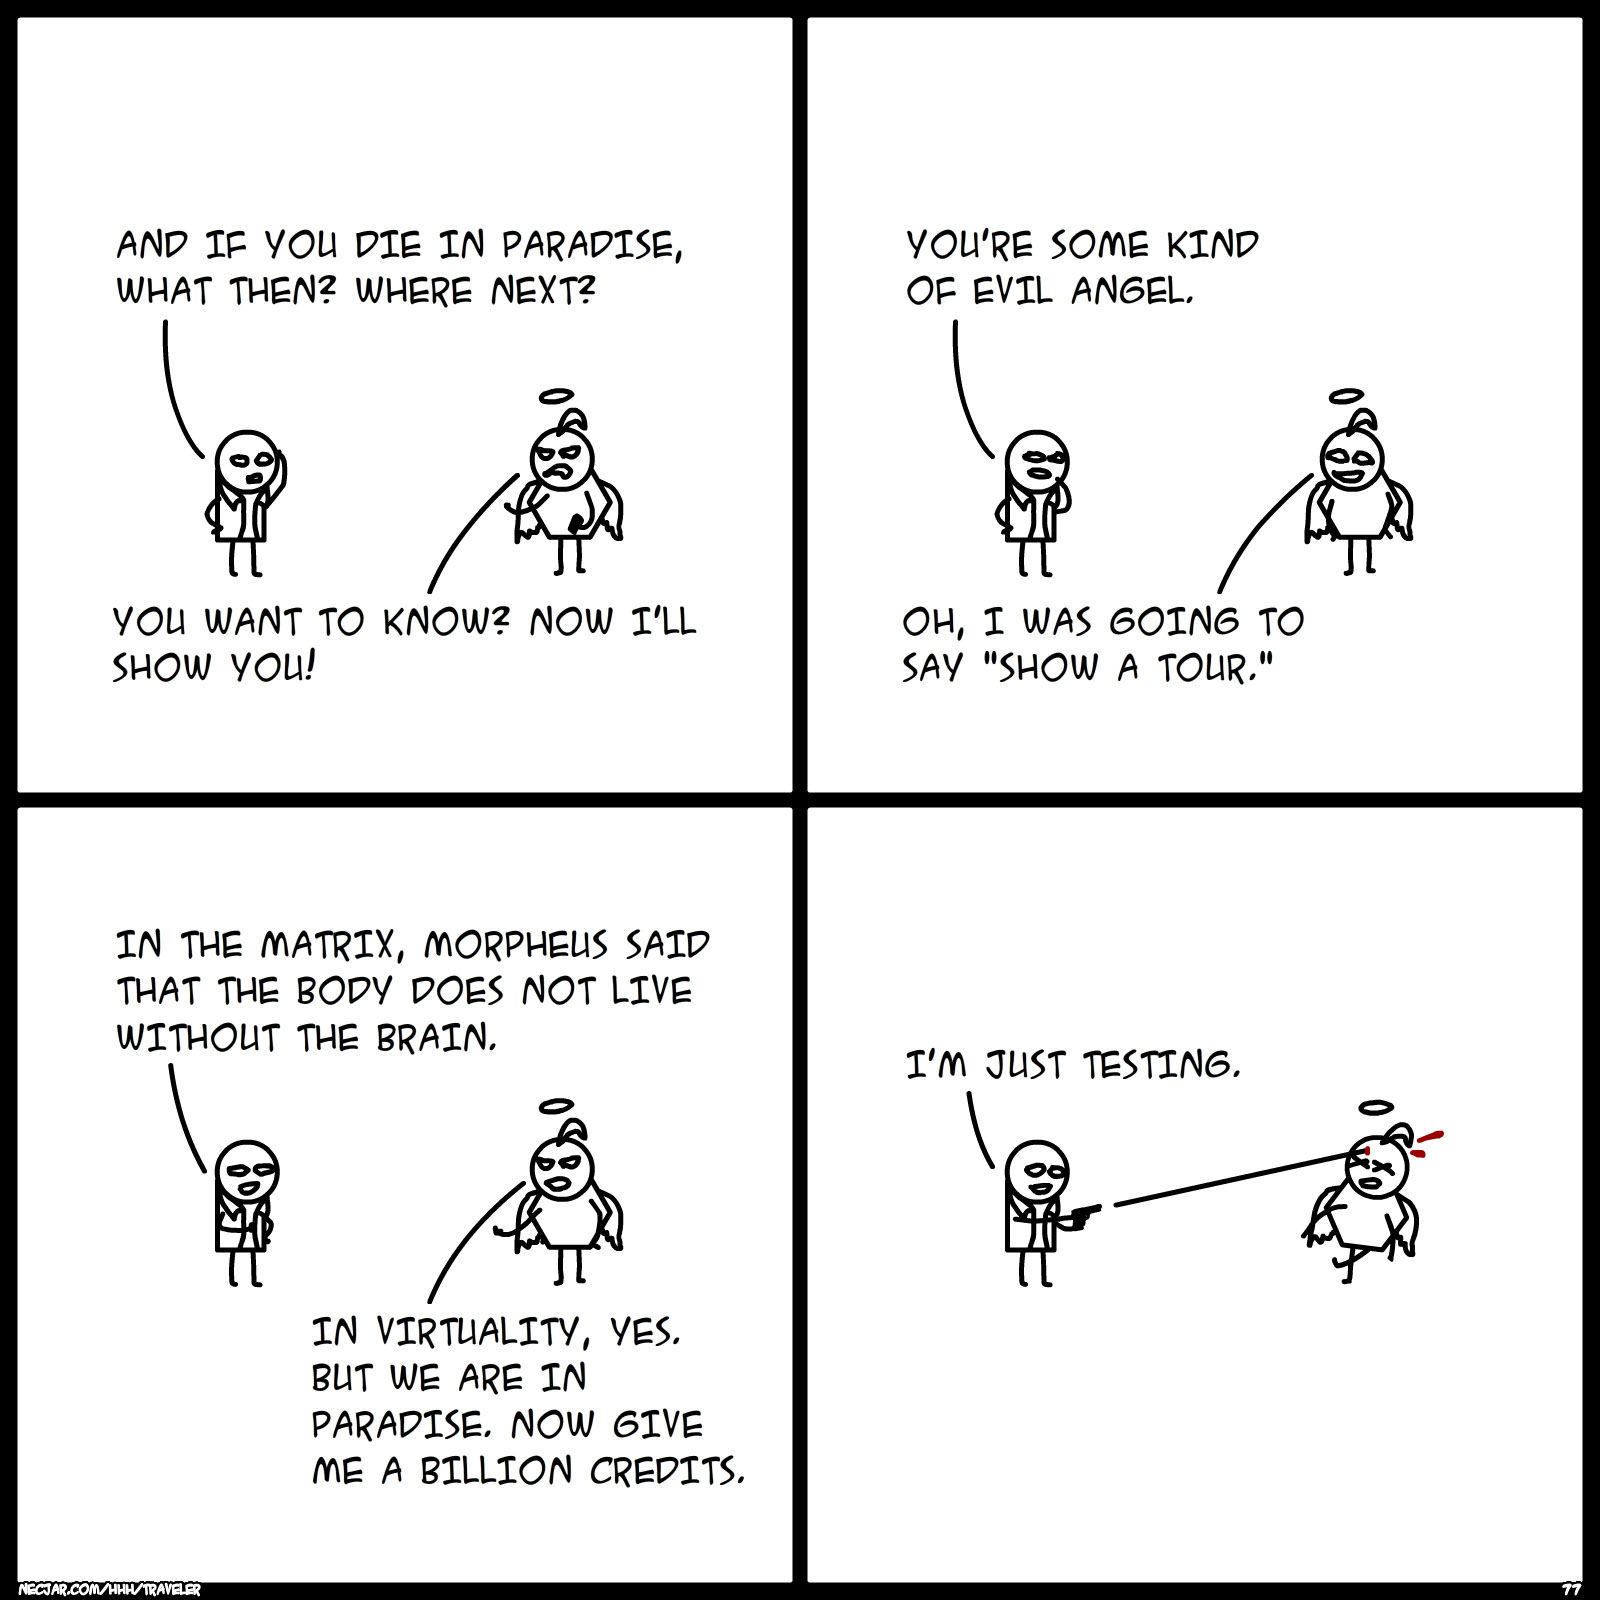 AND IF YOU DIE IN PARADISE,
WHAT THEN? WHERE NEXT?
YOU WANT TO KNOW? NOW I'LL
SHOW YOU!
YOU'RE SOME KIND
OF EVIL ANGEL.
OH, I WAS GOING TO
SAY "SHOW A TOUR."
IN THE MATRIX, MORPHEUS SAID
THAT THE BODY DOES NOT LIVE
WITHOUT THE BRAIN.
IN VIRTUALITY, YES.
BUT WE ARE IN
PARADISE. NOW GIVE
ME A BILLION CREDITS.
I'M JUST TESTING.
NECJAR.COM/HHH/TRAVELER
77